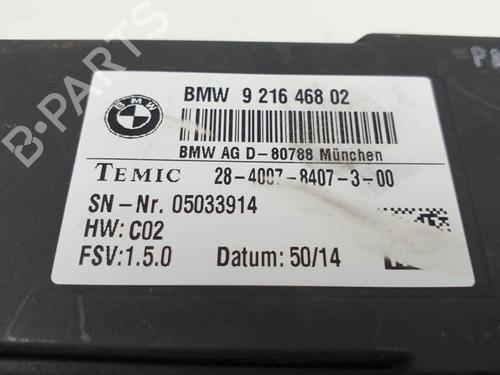 BMW 9 216 468 02
BMW
BMW AG D-80788 München
TEMIC 28-4007-8407-3-00
SN-Nr. 05033914
HW: C02
FSV:1.5.0 Datum: 50/14
B-PARTS